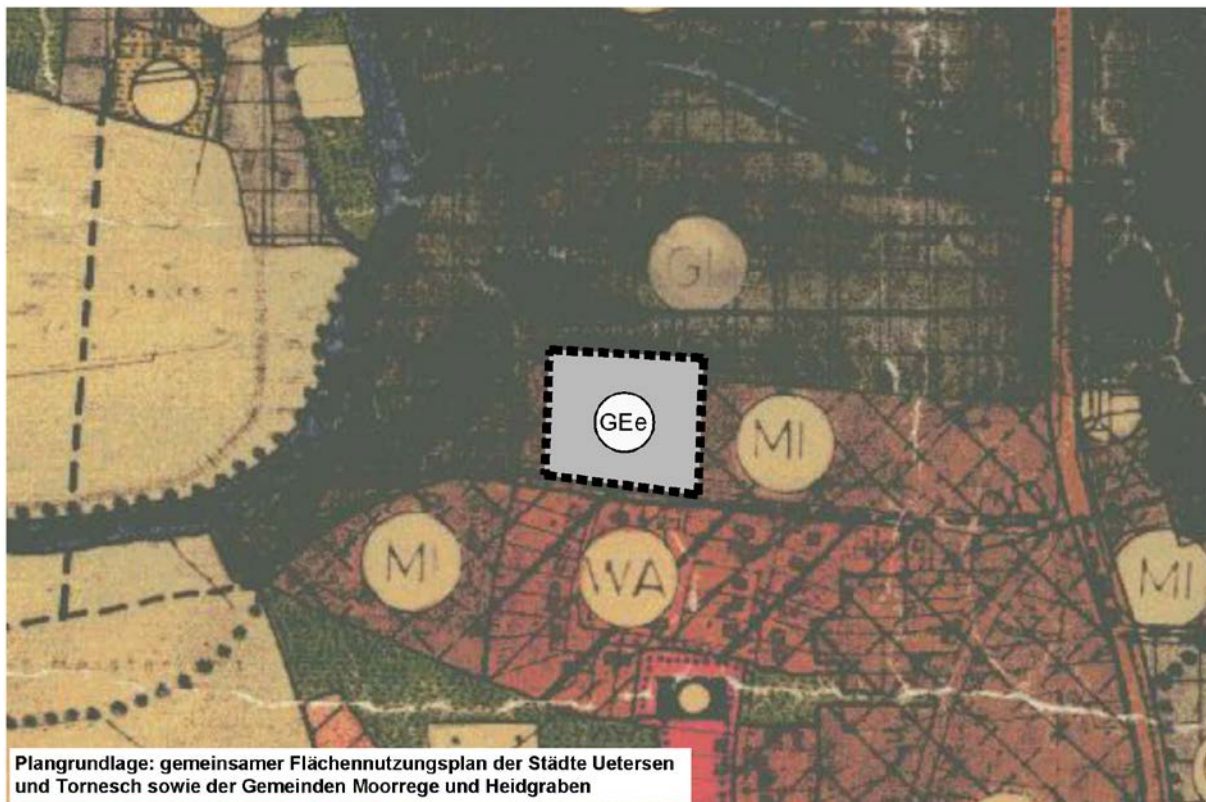 GI
GEe
MI
MI
WA
MI
Plangrundlage: gemeinsamer Flächennutzungsplan der Städte Uetersen
und Tornesch sowie der Gemeinden Moorrege und Heidgraben